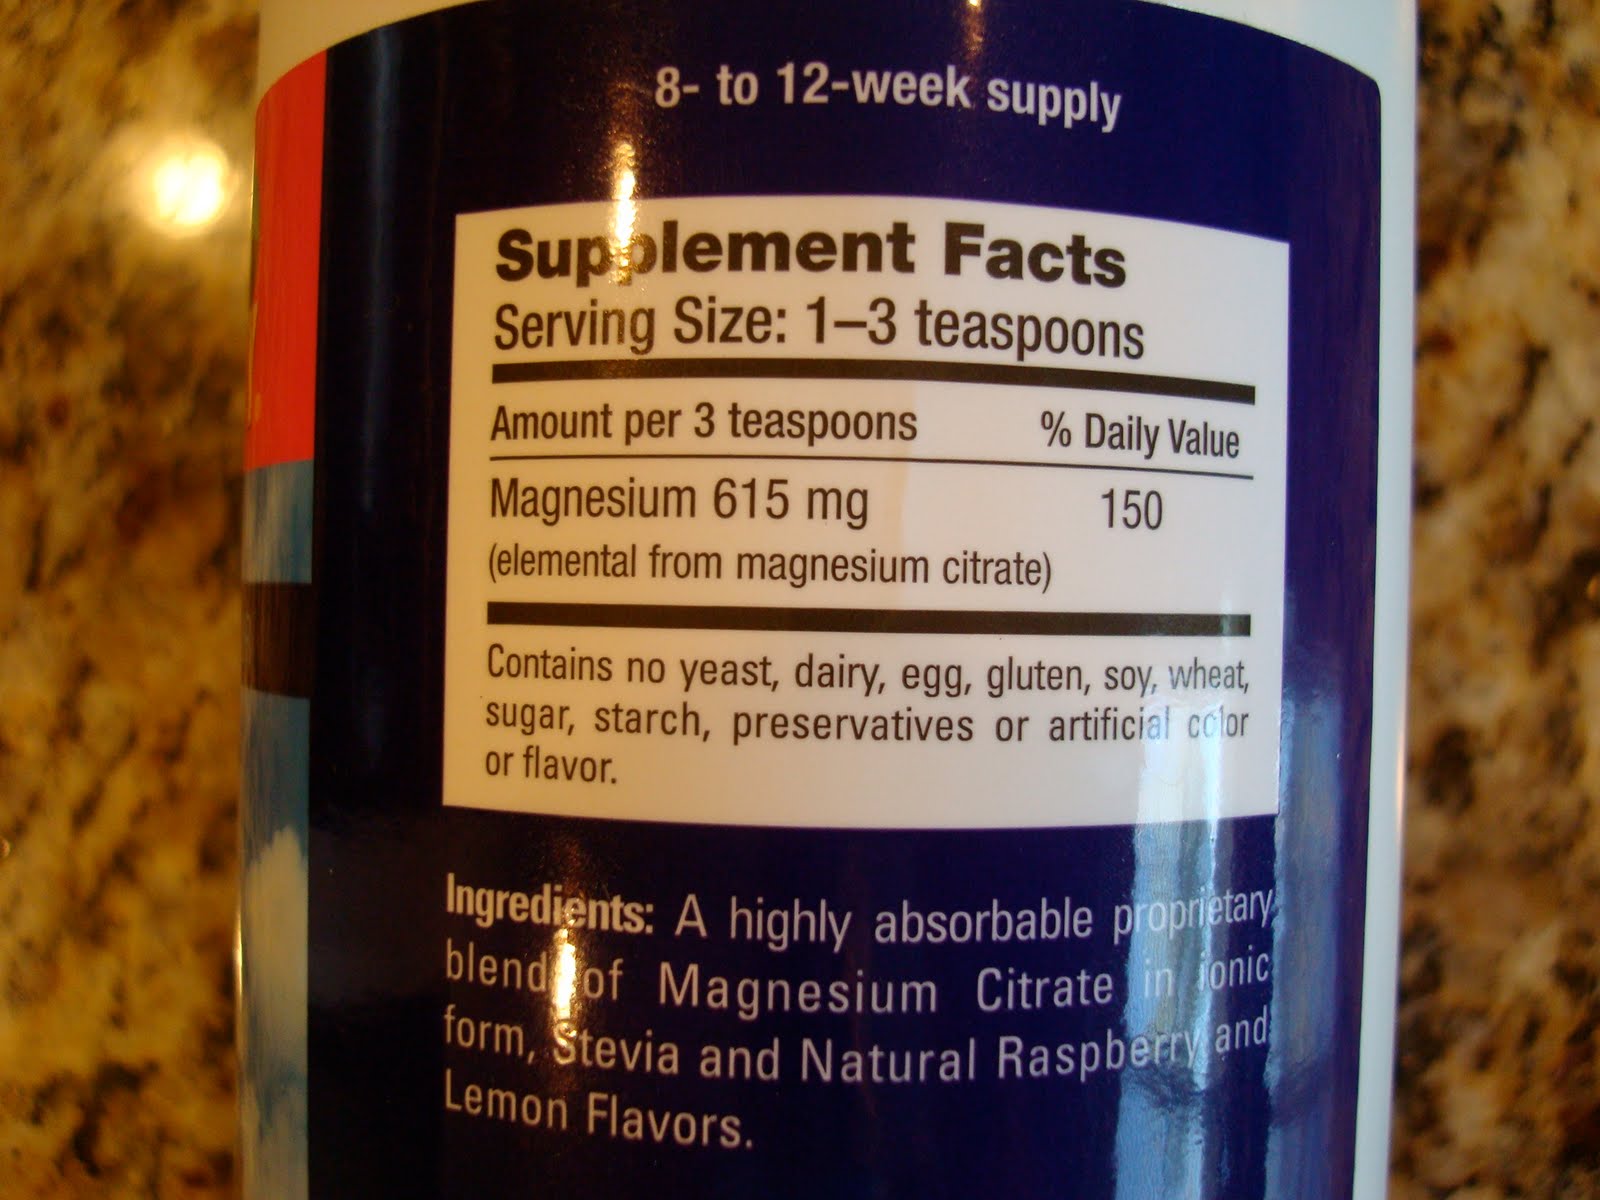 8- to 12-week supply
Supplement Facts
Serving Size: 1–3 teaspoons
Amount per 3 teaspoons % Daily Value
Magnesium 615 mg 150
(elemental from magnesium citrate)
Contains no yeast, dairy, egg, gluten, soy, wheat,
sugar, starch, preservatives or artificial color
or flavor.
Ingredients: A highly absorbable proprietary
blend of Magnesium Citrate in ionic
form, Stevia and Natural Raspberry and
Lemon Flavors.